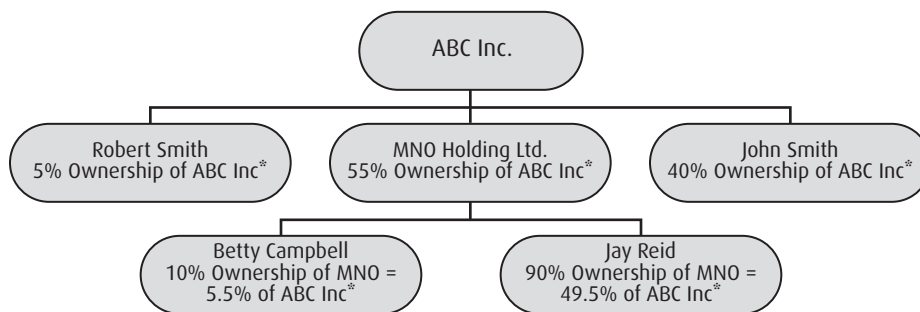 ABC Inc.
Robert Smith
5% Ownership of ABC Inc*
MNO Holding Ltd.
55% Ownership of ABC Inc*
John Smith
40% Ownership of ABC Inc*
Betty Campbell
10% Ownership of MNO =
5.5% of ABC Inc*
Jay Reid
90% Ownership of MNO =
49.5% of ABC Inc*